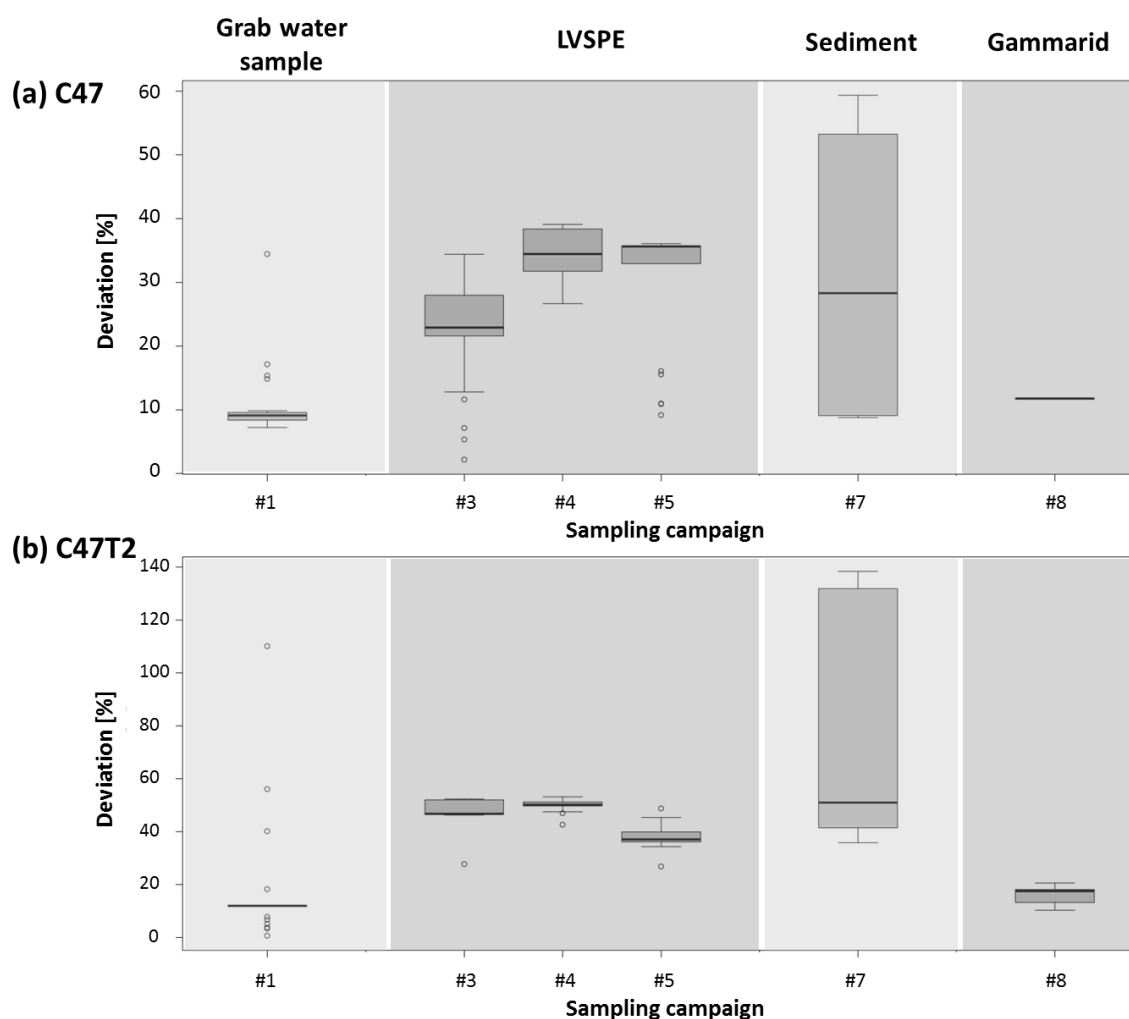 Grab water
sample
LVSPE
Sediment
Gammarid
(a) C47
60
50
40
30
20
10
0
Deviation [%]
#1
#3
#4
#5
#7
#8
Sampling campaign
(b) C47T2
140
120
100
80
60
40
20
0
Deviation [%]
#1
#3
#4
#5
#7
#8
Sampling campaign